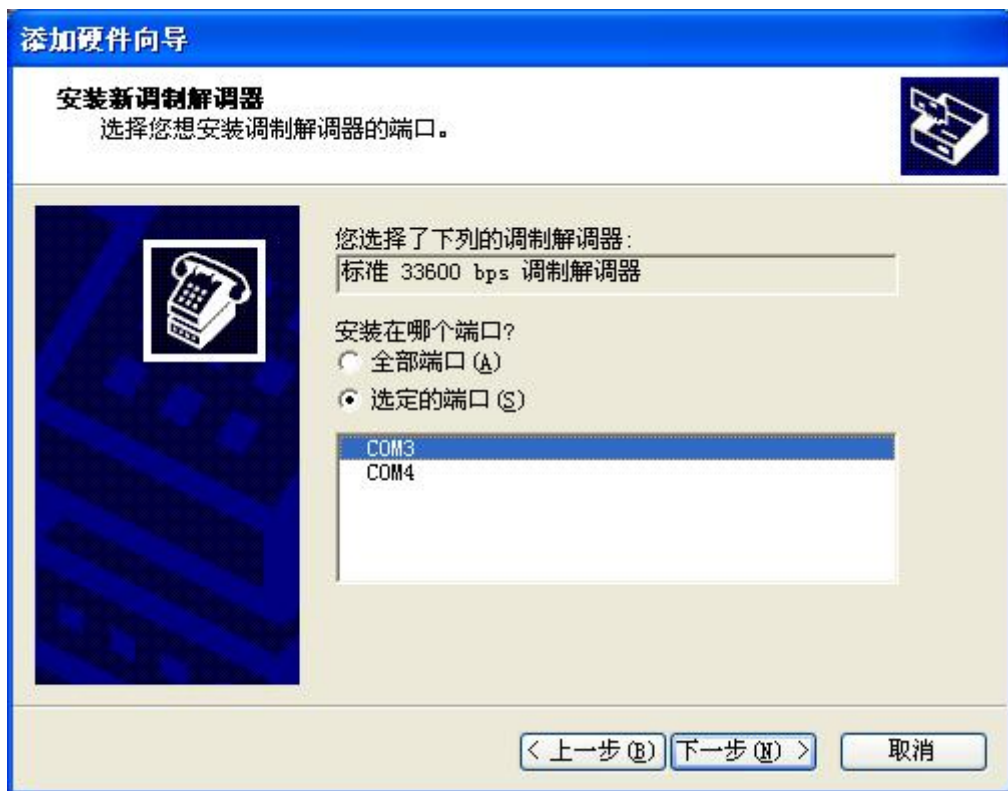 添加硬件向导
安装新调制解调器
选择您想安装调制解调器的端口。
您选择了下列的调制解调器:
标准 33600 bps 调制解调器
安装在哪个端口?
全部端口(A)
选定的端口(S)
COM3
COM4
< 上一步(B) 下一步(N) > 取消